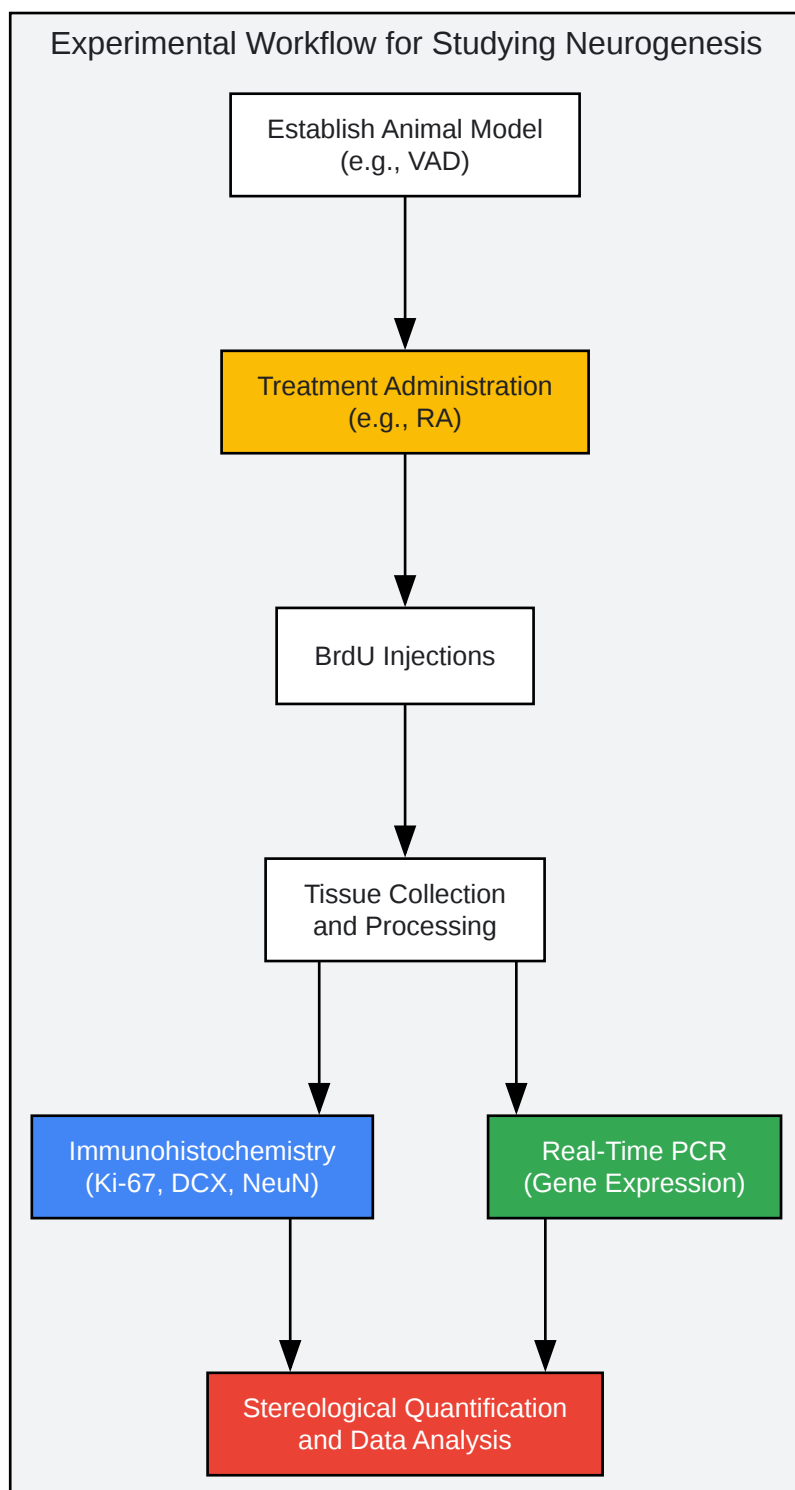 Experimental Workflow for Studying Neurogenesis
Establish Animal Model
(e.g., VAD)
Treatment Administration
(e.g., RA)
BrdU Injections
Tissue Collection
and Processing
Immunohistochemistry
(Ki-67, DCX, NeuN)
Real-Time PCR
(Gene Expression)
Stereological Quantification
and Data Analysis